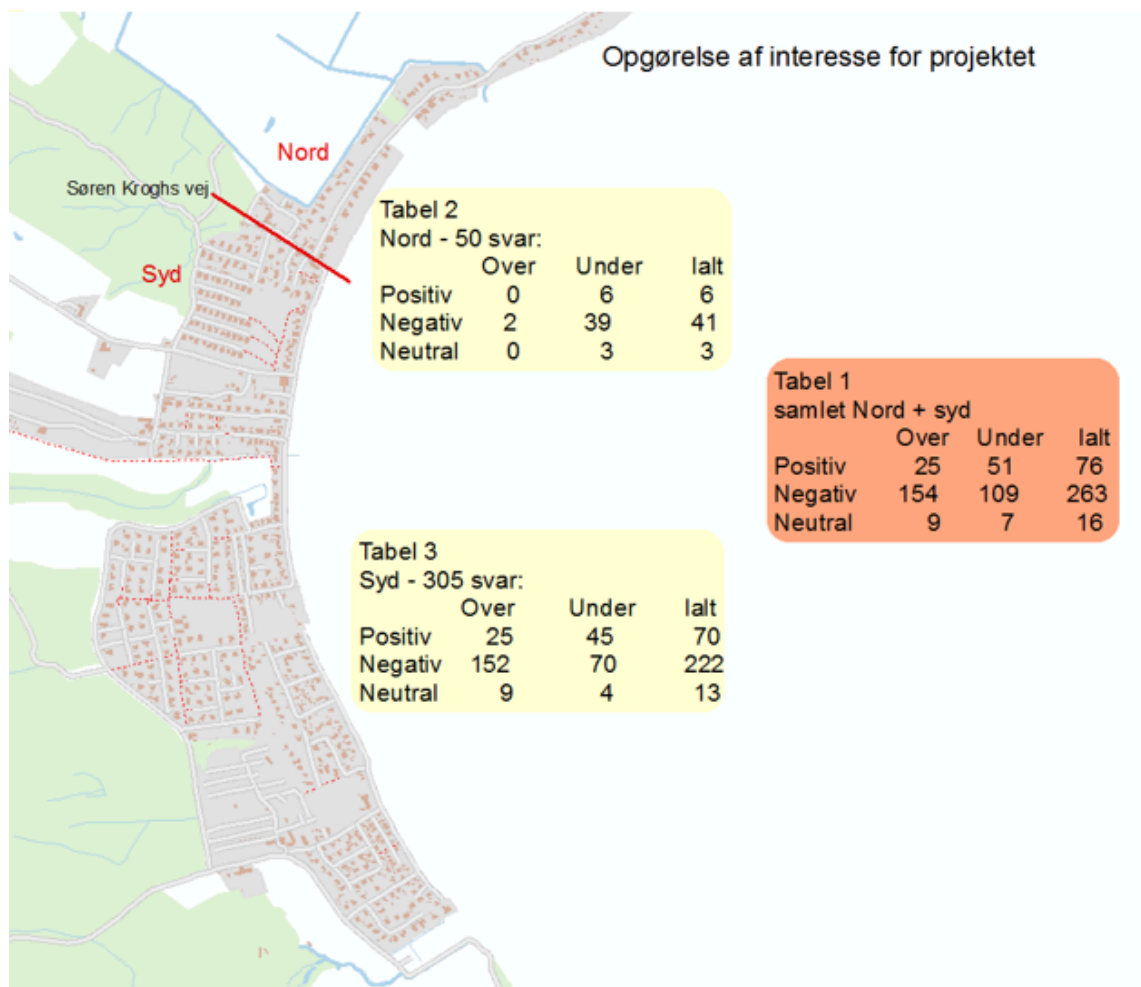 Opgørelse af interesse for projektet
Nord
Søren Kroghs vej
Syd
Tabel 2
Nord - 50 svar:
Over Under Ialt
Positiv 0 6 6
Negativ 2 39 41
Neutral 0 3 3
Tabel 1
samlet Nord + syd
Over Under Ialt
Positiv 25 51 76
Negativ 154 109 263
Neutral 9 7 16
Tabel 3
Syd - 305 svar:
Over Under Ialt
Positiv 25 45 70
Negativ 152 70 222
Neutral 9 4 13